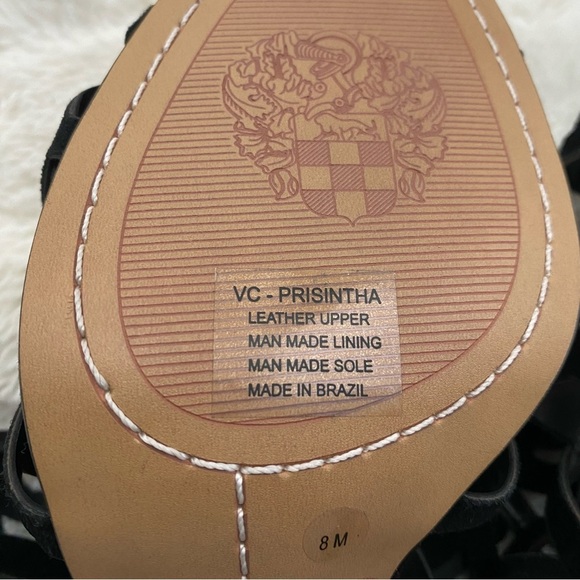 VC - PRISINTHA
LEATHER UPPER
MAN MADE LINING
MAN MADE SOLE
MADE IN BRAZIL
8 M